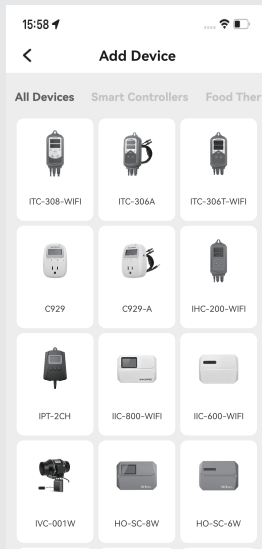 15:58
Add Device
All Devices Smart Controllers Food Ther
ITC-308-WIFI ITC-306A ITC-306T-WIFI
C929 C929-A IHC-200-WIFI
IPT-2CH IIC-800-WIFI IIC-600-WIFI
IVC-001W HO-SC-8W HO-SC-6W